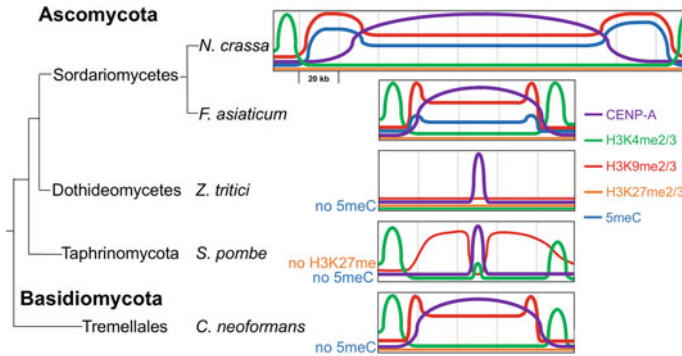 Ascomycota
N. crassa
Sordariomycetes
20 kb
F. asiaticum
CENP-A
H3K4me2/3
H3K9me2/3
H3K27me2/3
5meC
Dothideomycetes
Z. tritici
no 5meC
Taphrinomycota
S. pombe
no H3K27me
no 5meC
Basidiomycota
Tremellales
C. neoformans
no 5meC